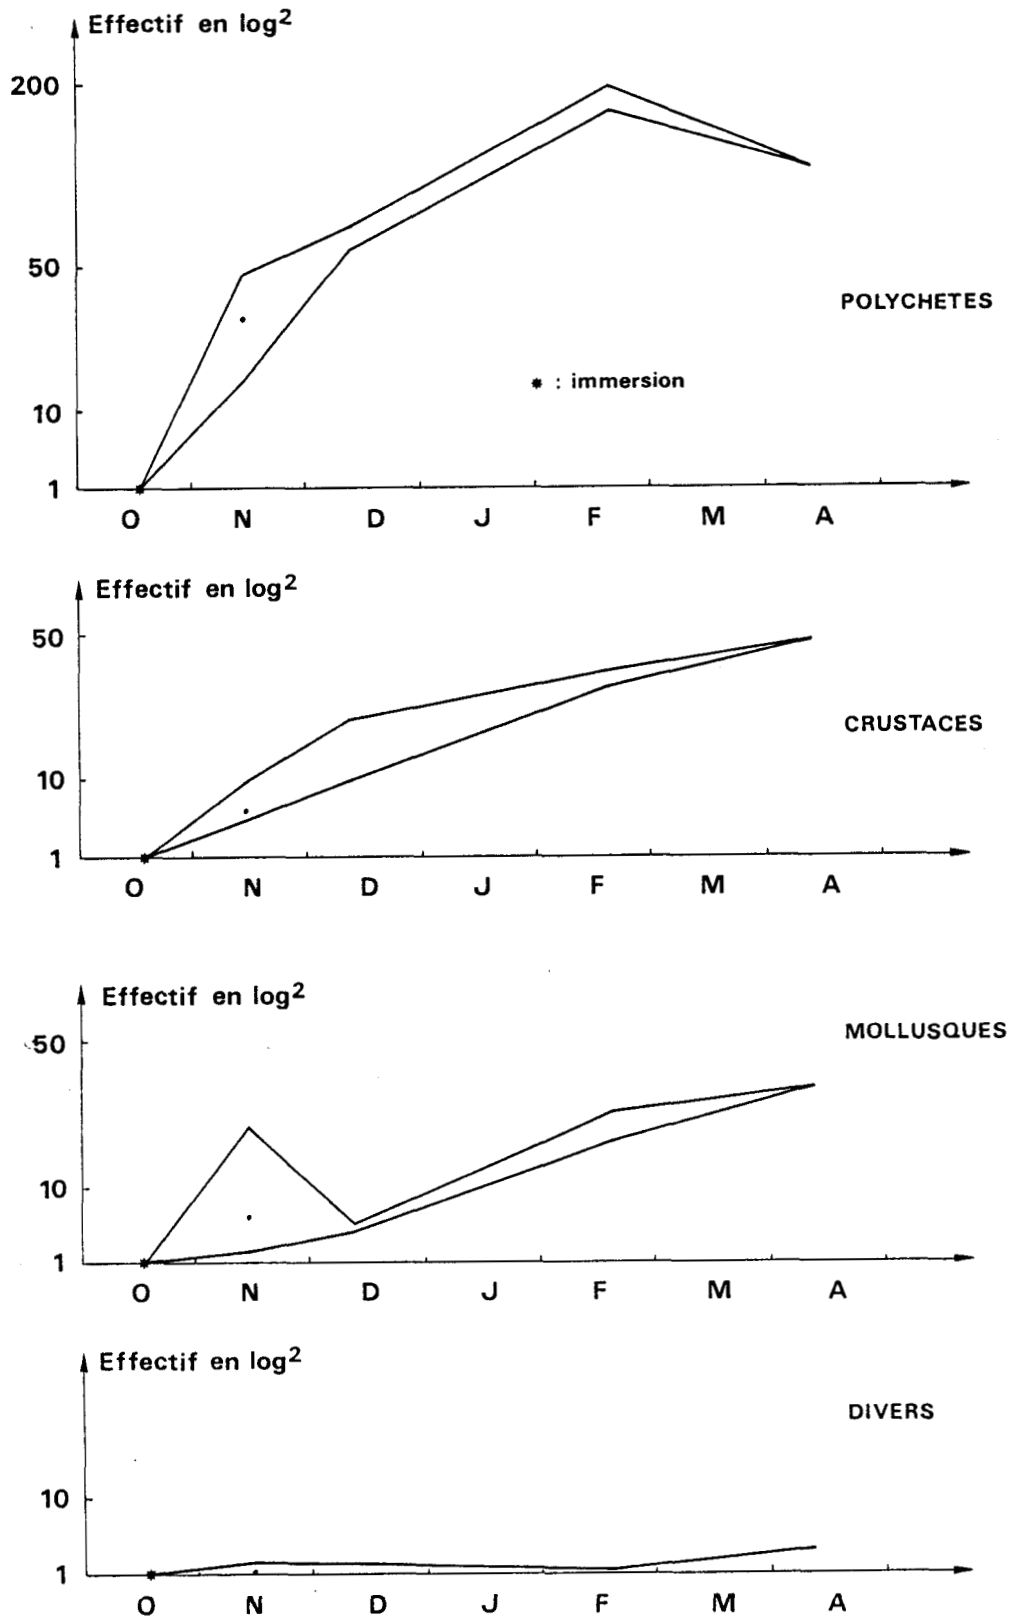 Effectif en log2
200
50
POLYCHETES
* : immersion
10
1
O N D J F M A
Effectif en log2
50
CRUSTACES
10
1
O N D J F M A
Effectif en log2
50
MOLLUSQUES
10
1
O N D J F M A
Effectif en log2
DIVERS
10
1
O N D J F M A